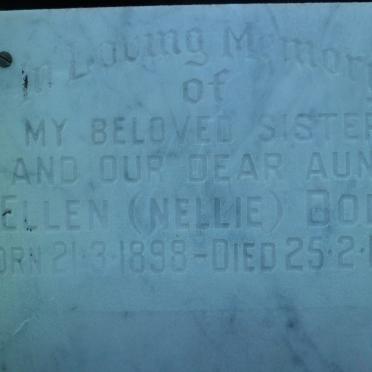 In Loving Memory
of
MY BELOVED SISTER
AND OUR DEAR AUN
ELLEN (NELLIE)
ORN 21·3·1898-DIED 25·2·